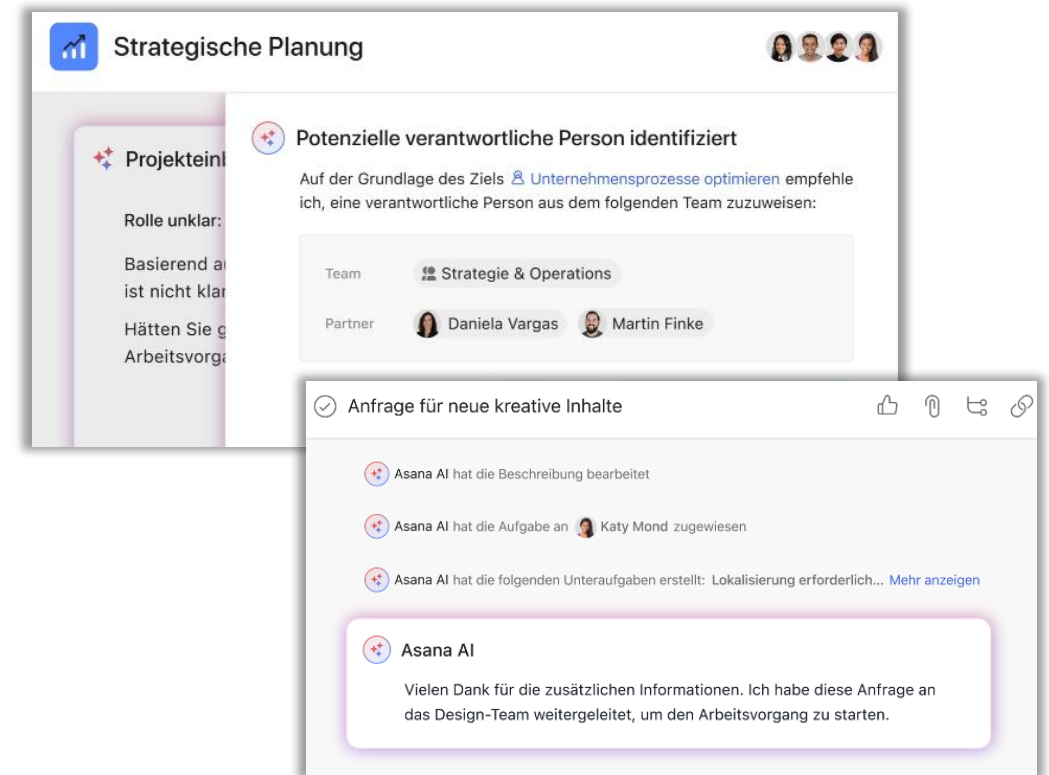 Strategische Planung
Projektein
Rolle unklar:
Basierend
ist nicht klar
Hätten Sie
Potenzielle verantwortliche Person identifiziert
Auf der Grundlage des Ziels Unternehmensprozesse optimieren empfehle
ich, eine verantwortliche Person aus dem folgenden Team zuzuweisen:
Team Strategie & Operations
Partner Daniela Vargas Martin Finke
Anfrage für neue kreative Inhalte
Asana AI hat die Beschreibung bearbeitet
Asana AI hat die Aufgabe an Katy Mond zugewiesen
Asana AI hat die folgenden Unteraufgaben erstellt: Lokalisierung erforderlich... Mehr anzeigen
Asana AI
Vielen Dank für die zusätzlichen Informationen. Ich habe diese Anfrage an
das Design-Team weitergeleitet, um den Arbeitsvorgang zu starten.